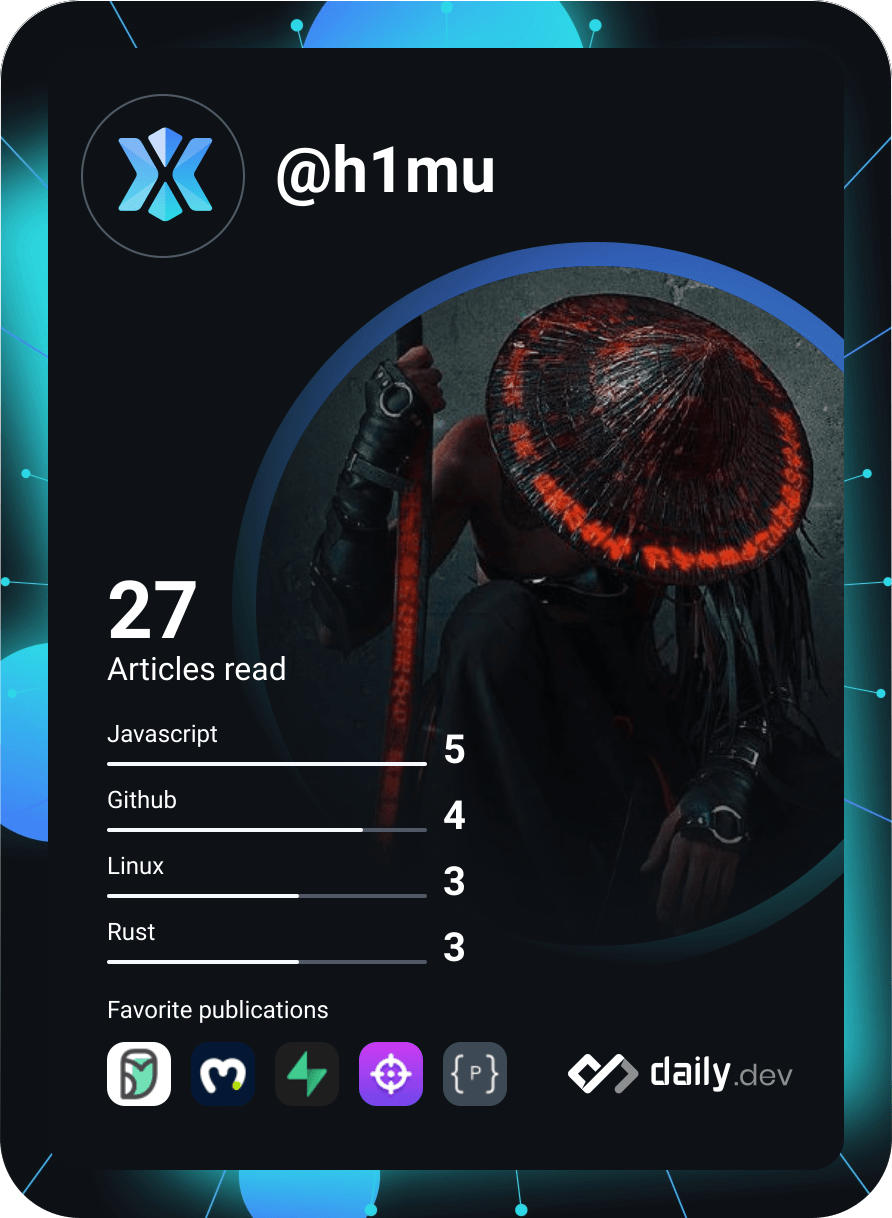 @h1mu
27
Articles read
Javascript
5
Github
4
Linux
3
Rust
3
Favorite publications
{P}
daily.dev